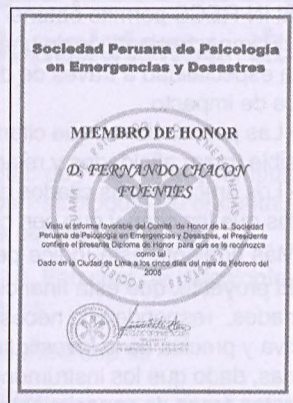 Sociedad Peruana de Psicología
en Emergencias y Desastres
MIEMBRO DE HONOR
D. FERNANDO CHACON
FUENTES
Visto el informe favorable del Comité de Honor de la Sociedad
Peruana de Psicología en Emergencias y Desastres, el Presidente
confiere el presente Diploma de Honor para que se le reconozca
como tal.
Dado en la Ciudad de Lima a los cinco días del mes de Febrero del
2005